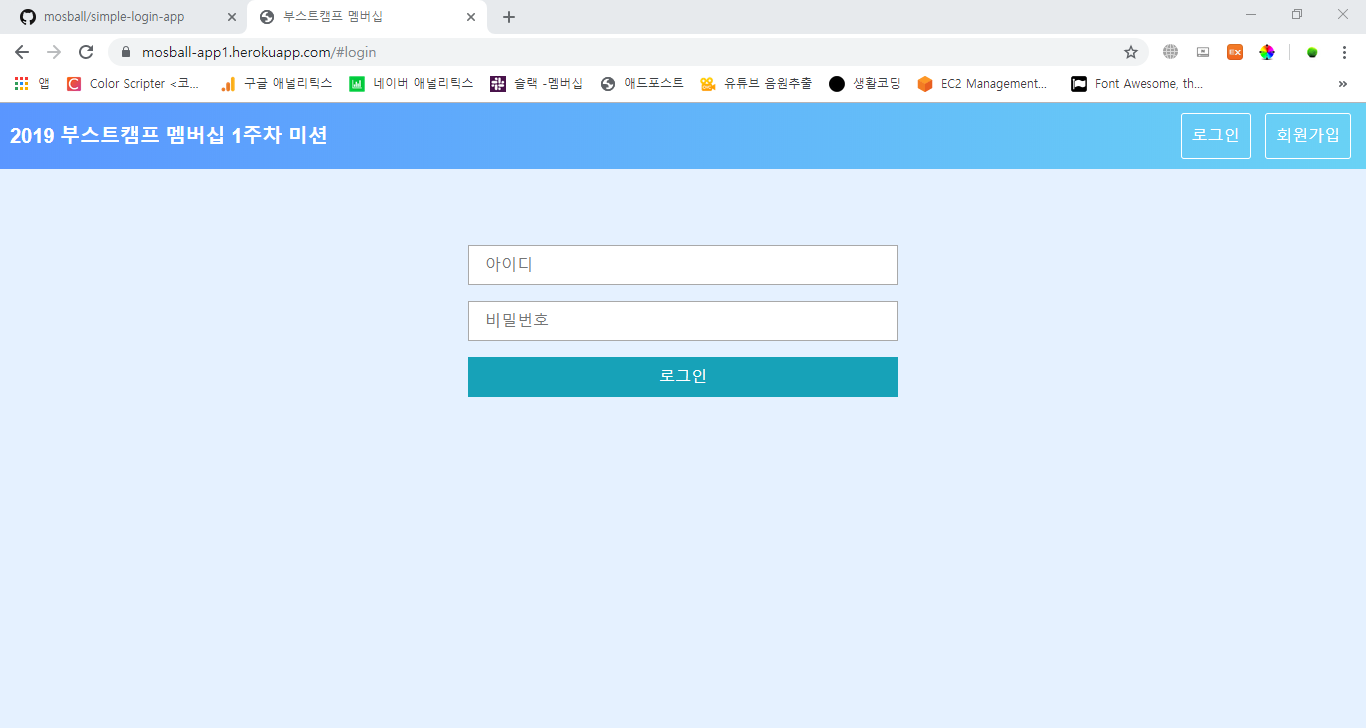 mosball/simple-login-app
부스트캠프 멤버십
mosball-app1.herokuapp.com/#login
앱 Color Scripter <코... 구글 애널리틱스 네이버 애널리틱스 슬랙 -멤버십 애드포스트 유튜브 음원추출 생활코딩 EC2 Management... Font Awesome, th... »
2019 부스트캠프 멤버십 1주차 미션
로그인
회원가입
아이디
비밀번호
로그인